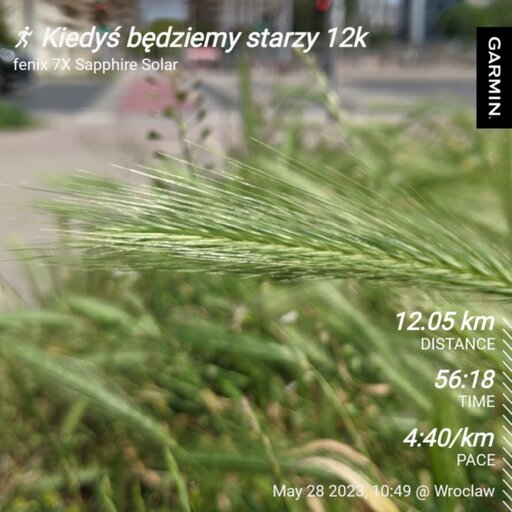 Kiedyś będziemy starzy 12k
fenix 7X Sapphire Solar
GARMIN
12.05 km
DISTANCE
56:18
TIME
4:40/km
PACE
May 28 2023, 10:49 @ Wroclaw